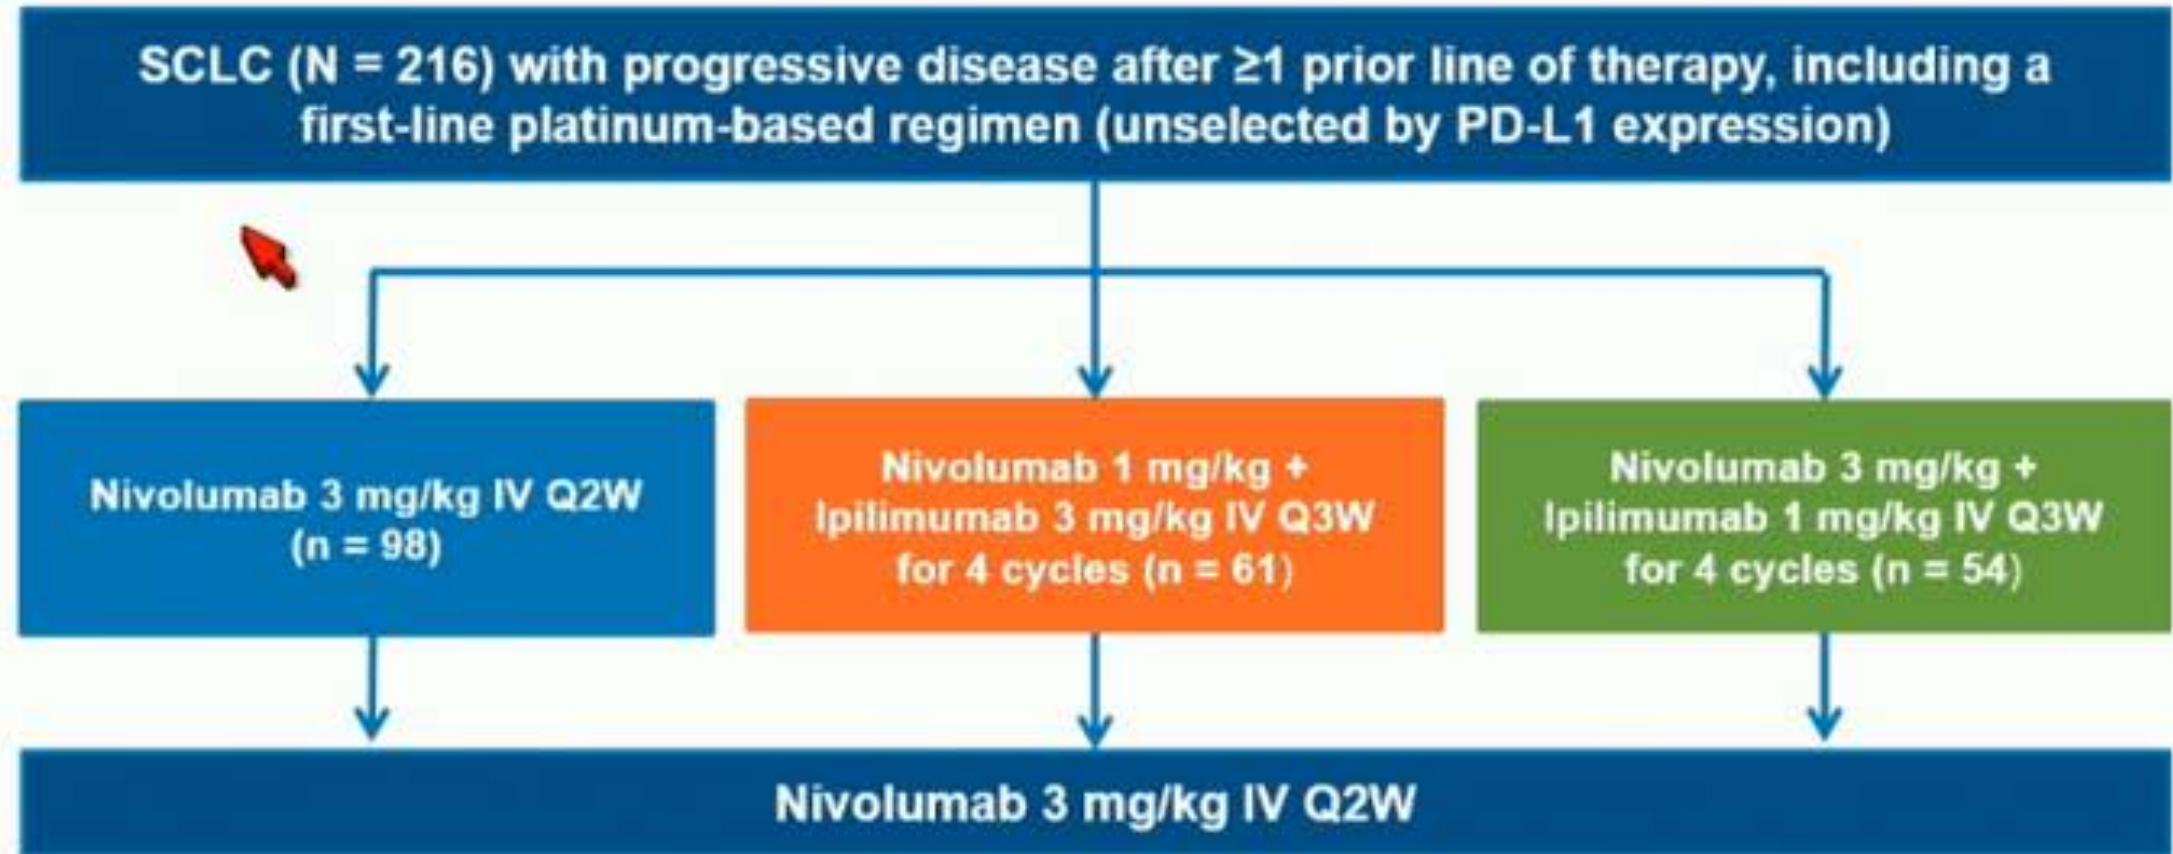 SCLC (N = 216) with progressive disease after ≥1 prior line of therapy, including a
first-line platinum-based regimen (unselected by PD-L1 expression)
Nivolumab 3 mg/kg IV Q2W
(n = 98)
Nivolumab 1 mg/kg +
Ipilimumab 3 mg/kg IV Q3W
for 4 cycles (n = 61)
Nivolumab 3 mg/kg +
Ipilimumab 1 mg/kg IV Q3W
for 4 cycles (n = 54)
Nivolumab 3 mg/kg IV Q2W